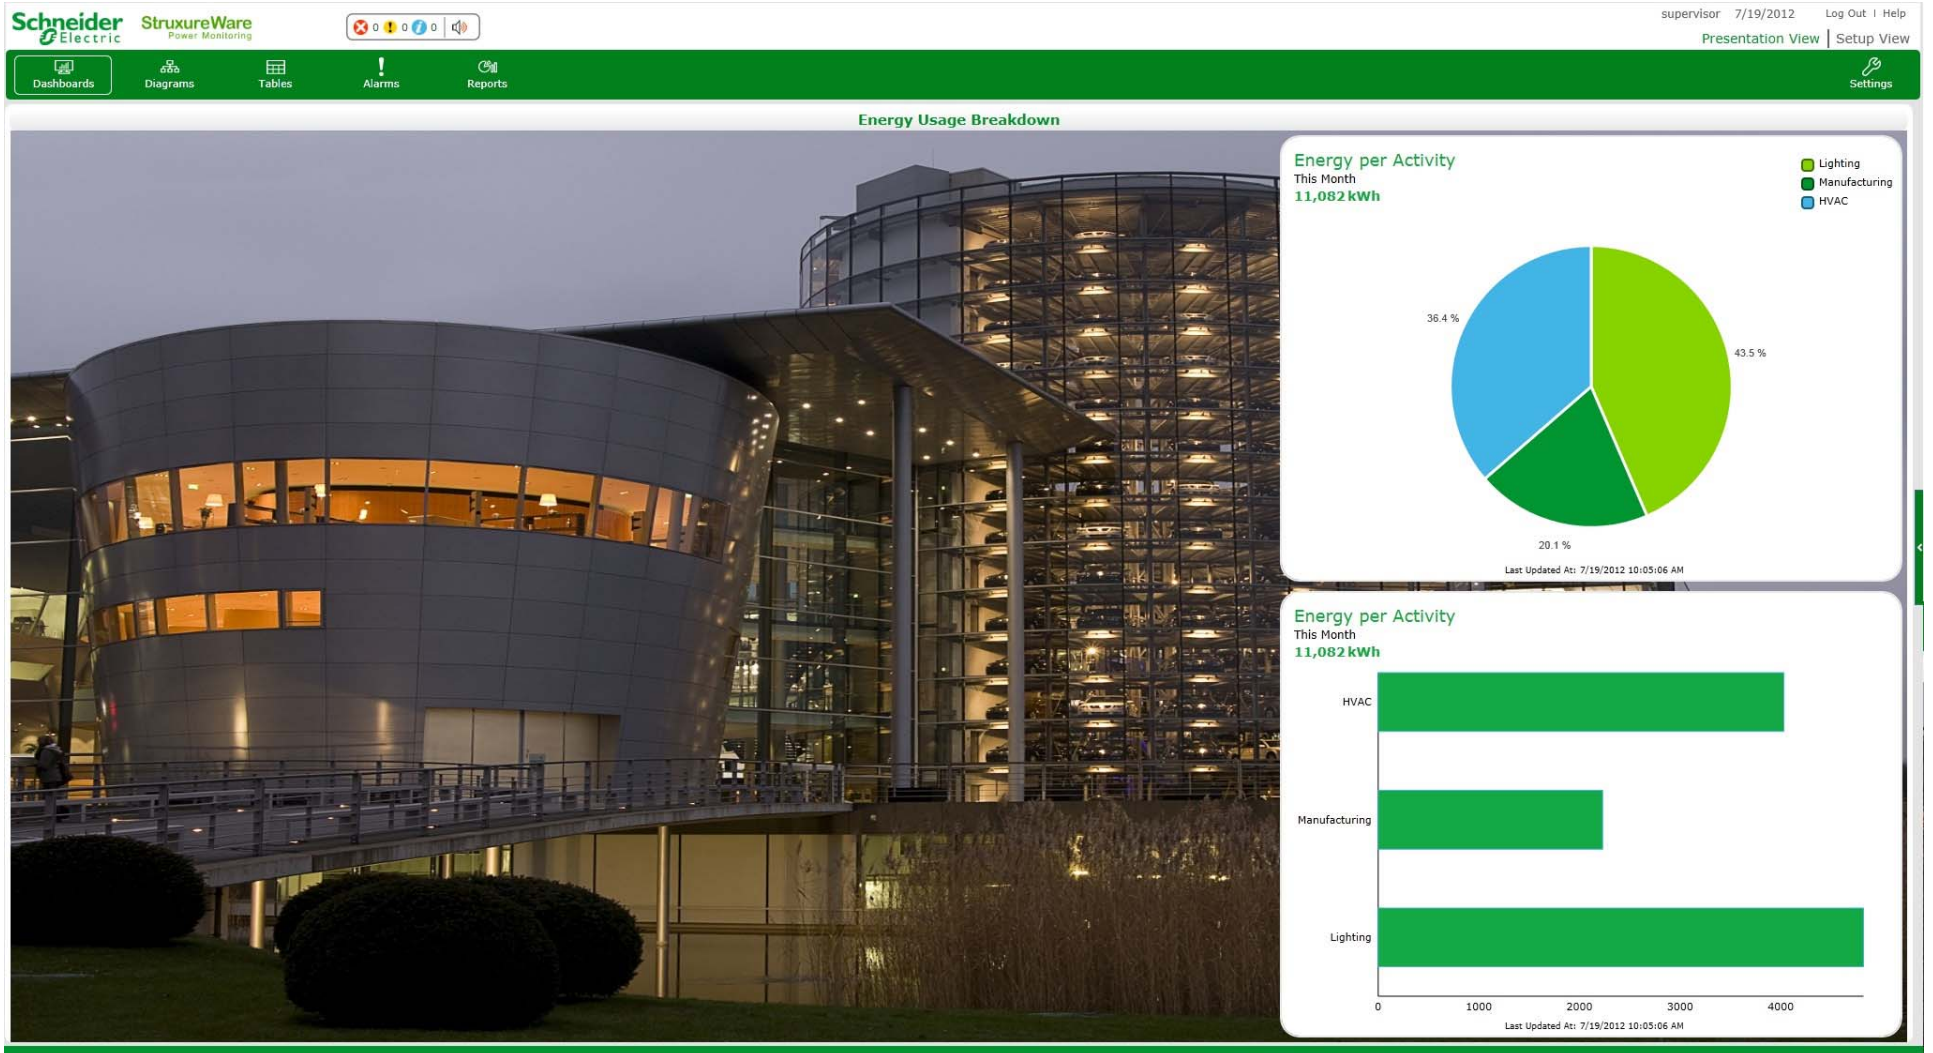 Schneider
Electric
StruxureWare
Power Monitoring
0 0 0
supervisor 7/19/2012 Log Out | Help
Presentation View | Setup View
Dashboards
Diagrams
Tables
Alarms
Reports
Settings
Energy Usage Breakdown
Energy per Activity
This Month
11,082 kWh
Lighting
Manufacturing
HVAC
36.4 %
43.5 %
20.1 %
Last Updated At: 7/19/2012 10:05:06 AM
Energy per Activity
This Month
11,082 kWh
HVAC
Manufacturing
Lighting
0 1000 2000 3000 4000
Last Updated At: 7/19/2012 10:05:06 AM